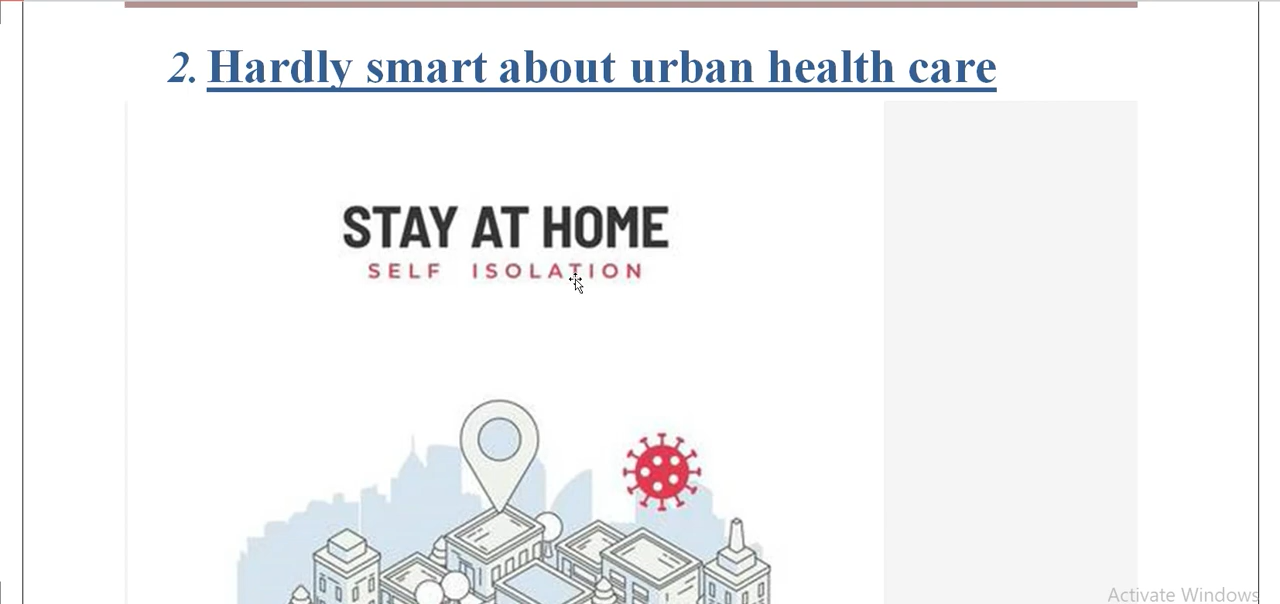 2. Hardly smart about urban health care
STAY AT HOME
SELF ISOLATION
Activate Windows